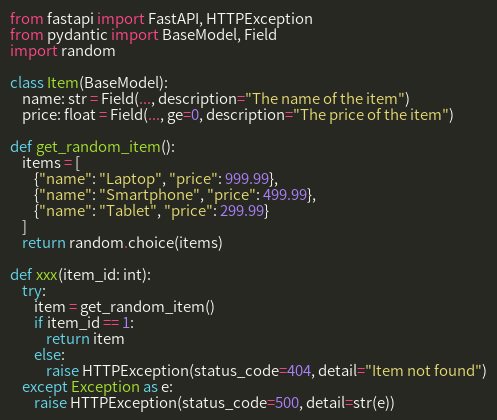 from fastapi import FastAPI, HTTPException
from pydantic import BaseModel, Field
import random

class Item(BaseModel):
    name: str = Field(..., description="The name of the item")
    price: float = Field(..., ge=0, description="The price of the item")

def get_random_item():
    items = [
        {"name": "Laptop", "price": 999.99},
        {"name": "Smartphone", "price": 499.99},
        {"name": "Tablet", "price": 299.99}
    ]
    return random.choice(items)

def xxx(item_id: int):
    try:
        item = get_random_item()
        if item_id == 1:
            return item
        else:
            raise HTTPException(status_code=404, detail="Item not found")
    except Exception as e:
        raise HTTPException(status_code=500, detail=str(e))